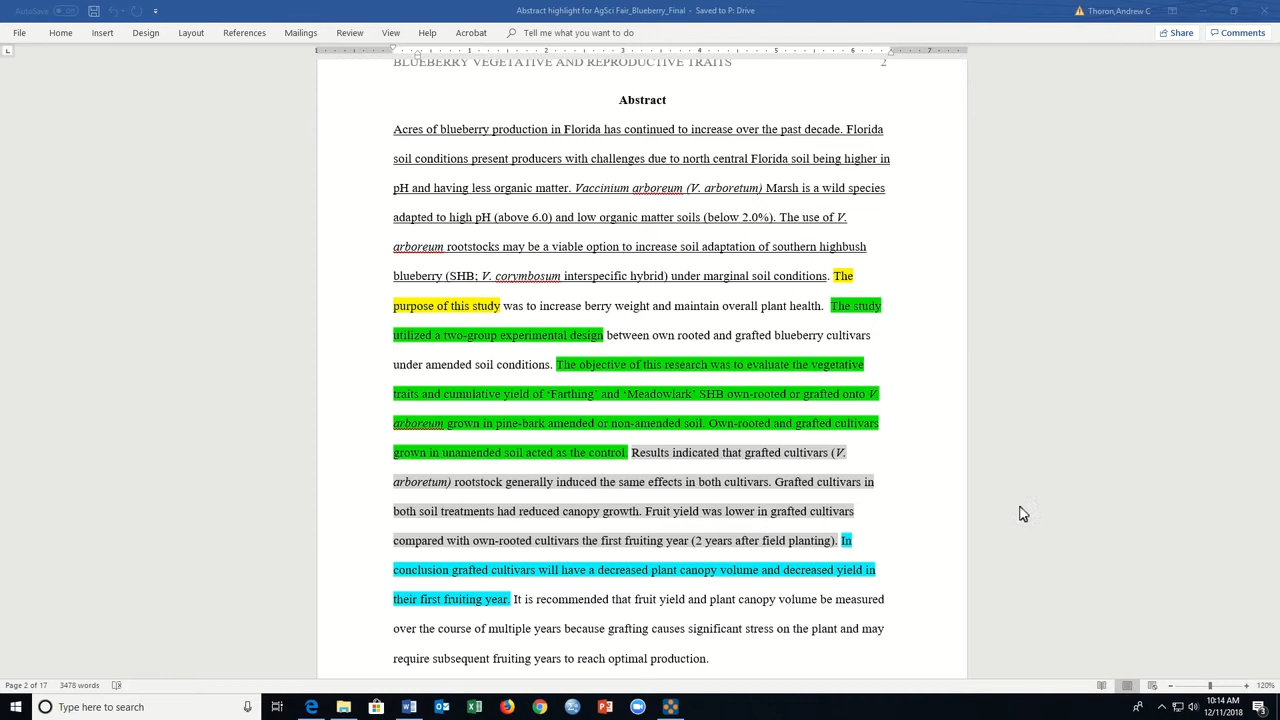 AutoSave Off Abstract highlight for AgSci Fair_Blueberry_Final - Saved to P: Drive Thoron,Andrew C
File Home Insert Design Layout References Mailings Review View Help Acrobat Tell me what you want to do Share Comments
1 1 2 3 4 5 6 7
BLUEBERRY VEGETATIVE AND REPRODUCTIVE TRAITS 2
Abstract
Acres of blueberry production in Florida has continued to increase over the past decade. Florida
soil conditions present producers with challenges due to north central Florida soil being higher in
pH and having less organic matter. Vaccinium arboreum (V. arboretum) Marsh is a wild species
adapted to high pH (above 6.0) and low organic matter soils (below 2.0%). The use of V.
arboreum rootstocks may be a viable option to increase soil adaptation of southern highbush
blueberry (SHB; V. corymbosum interspecific hybrid) under marginal soil conditions. The
purpose of this study was to increase berry weight and maintain overall plant health. The study
utilized a two-group experimental design between own rooted and grafted blueberry cultivars
under amended soil conditions. The objective of this research was to evaluate the vegetative
traits and cumulative yield of ‘Farthing’ and ‘Meadowlark’ SHB own-rooted or grafted onto V.
arboreum grown in pine-bark amended or non-amended soil. Own-rooted and grafted cultivars
grown in unamended soil acted as the control. Results indicated that grafted cultivars (V.
arboretum) rootstock generally induced the same effects in both cultivars. Grafted cultivars in
both soil treatments had reduced canopy growth. Fruit yield was lower in grafted cultivars
compared with own-rooted cultivars the first fruiting year (2 years after field planting). In
conclusion grafted cultivars will have a decreased plant canopy volume and decreased yield in
their first fruiting year. It is recommended that fruit yield and plant canopy volume be measured
over the course of multiple years because grafting causes significant stress on the plant and may
require subsequent fruiting years to reach optimal production.
Page 2 of 17 3478 words 120%
Type here to search 10:14 AM
12/11/2018